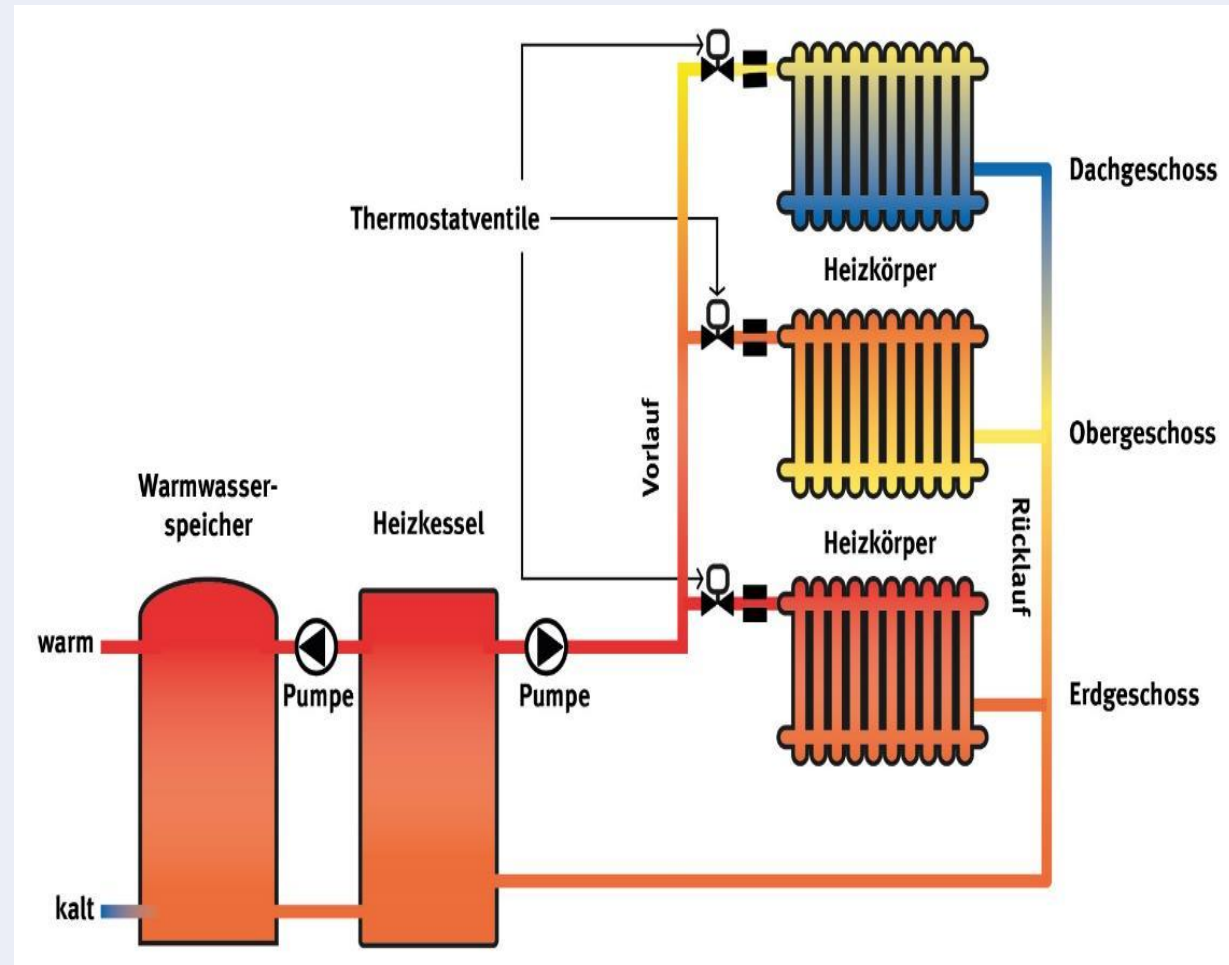 Dachgeschoss
Thermostatventile
Heizkörper
Vorlauf
Obergeschoss
Warmwasser-
speicher
Heizkessel
Rücklauf
Heizkörper
warm
Pumpe
Pumpe
Erdgeschoss
kalt